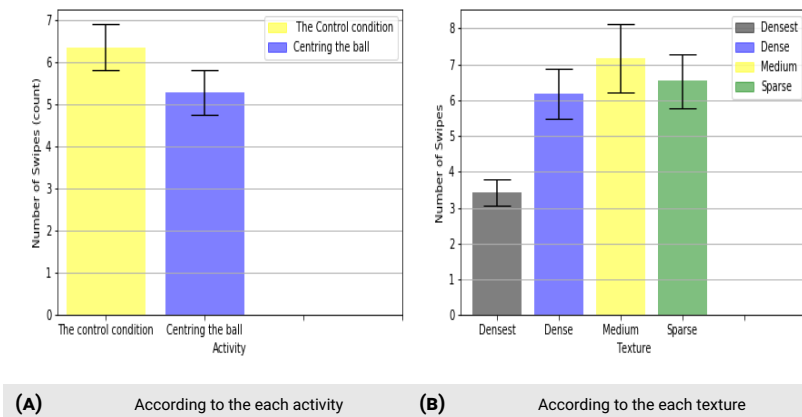 7
6
5
4
3
2
1
0
Number of Swipes (count)
The Control condition
Centring the ball
The control condition
Centring the ball
Activity
8
7
6
5
4
3
2
1
0
Number of Swipes
Densest
Dense
Medium
Sparse
Densest
Dense
Medium
Sparse
Texture
(A) According to the each activity
(B) According to the each texture